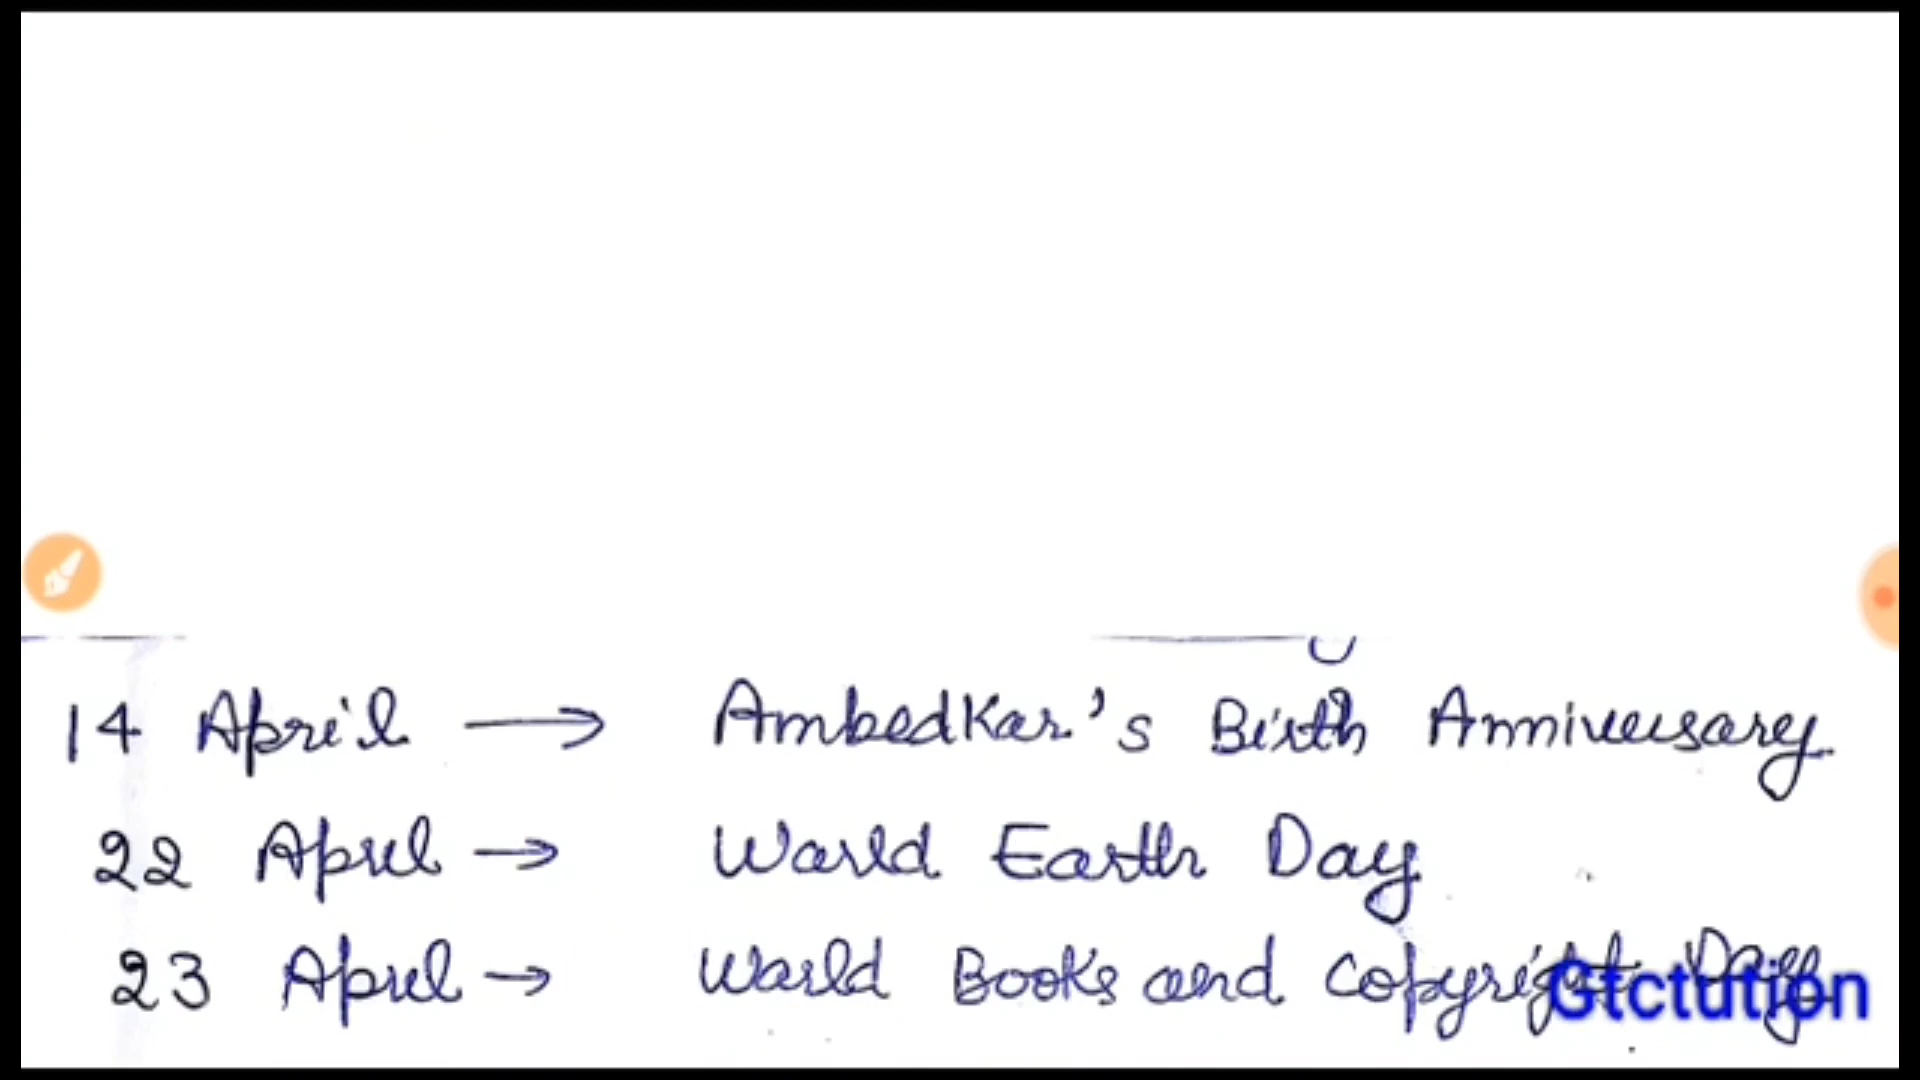 14 April → Ambedkar's Birth Anniversary
22 April → World Earth Day
23 April → World Books and Copyright Day
Gtctution